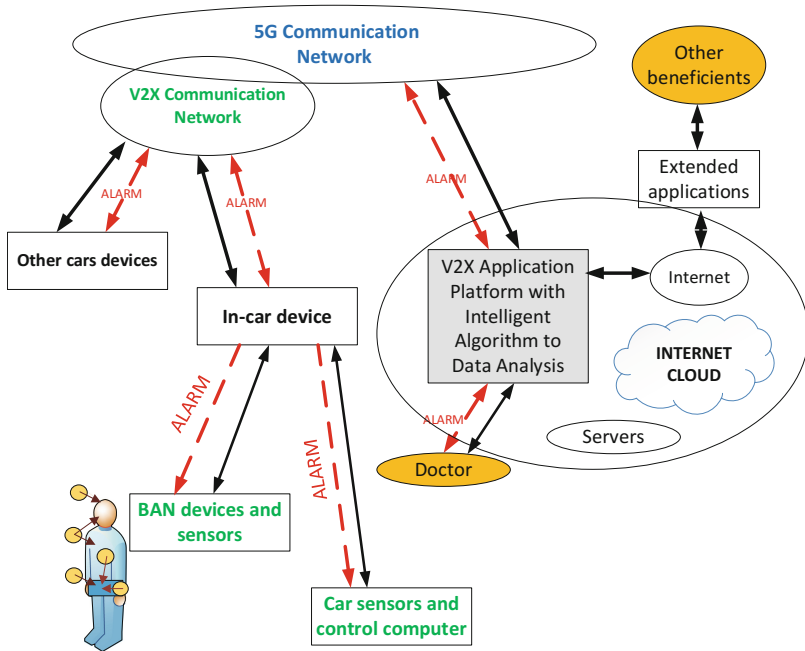 5G Communication
Network
Other
beneficients
V2X Communication
Network
ALARM
ALARM
ALARM
Extended
applications
Other cars devices
V2X Application
Platform with
Intelligent
Algorithm to
Data Analysis
Internet
In-car device
INTERNET
CLOUD
ALARM
ALARM
ALARM
Servers
Doctor
BAN devices and
sensors
Car sensors and
control computer